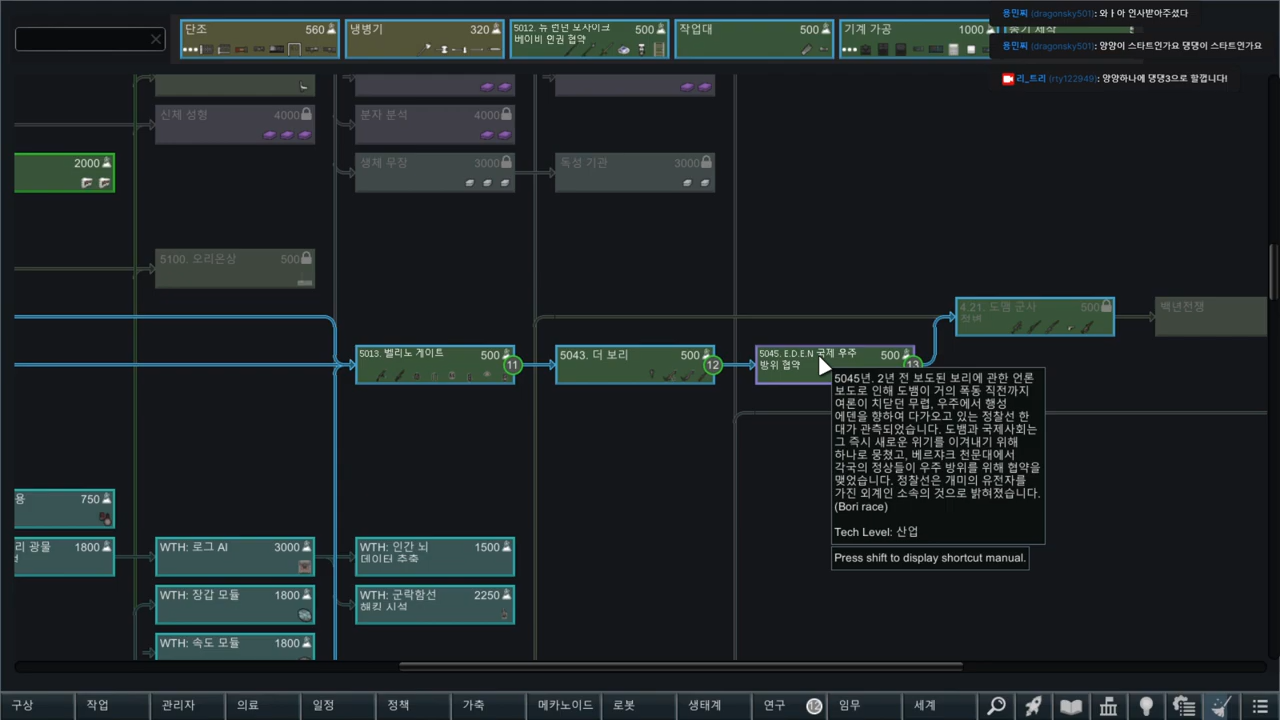 단조 560
냉병기 320
5012. 뉴 런던 모자이크
베이비 인권 협약 500
작업대 500
기계 가공 1000
용민찌 (dragonsky501): 와ㅏ아 인사받아주셨다
용민찌 (dragonsky501): 앙앙이 스타트인가요 댕댕이 스타트인가요
리_트리 (rty122949): 앙앙하나에 댕댕3으로 할껍니다!
신체 성형 4000
분자 분석 4000
2000
생체 무장 3000
독성 기관 3000
5100. 오리온상 500
4.21. 도뱀 군사
정변 500
백년전쟁
5013. 벨리노 게이트 500
11
5043. 더 보리 500
12
5045. E.D.E.N 국제 우주
방위 협약 500
13
5045년. 2년 전 보도된 보리에 관한 언론
보도로 인해 도뱀이 거의 폭동 직전까지
여론이 치닫던 무렵, 우주에서 행성
에덴을 향하여 다가오고 있는 정찰선 한
대가 관측되었습니다. 도뱀과 국제사회는
그 즉시 새로운 위기를 이겨내기 위해
하나로 뭉쳤고, 베르쟈크 천문대에서
각국의 정상들이 우주 방위를 위해 협약을
맺었습니다. 정찰선은 개미의 유전자를
가진 외계인 소속의 것으로 밝혀졌습니다.
(Bori race)
Tech Level: 산업
Press shift to display shortcut manual.
용 750
리 광물 1800
WTH: 로그 AI 3000
WTH: 인간 뇌
데이터 추축 1500
WTH: 장갑 모듈 1800
WTH: 군락함선
해킹 시설 2250
WTH: 속도 모듈 1800
구상 작업 관리자 의료 일정 정책 가축 메카노이드 로봇 생태계 연구 12 임무 세계